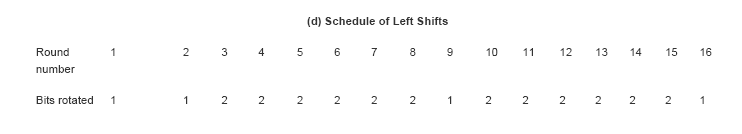 (d) Schedule of Left Shifts
Round number 1 2 3 4 5 6 7 8 9 10 11 12 13 14 15 16
Bits rotated 1 1 2 2 2 2 2 2 1 2 2 2 2 2 2 1